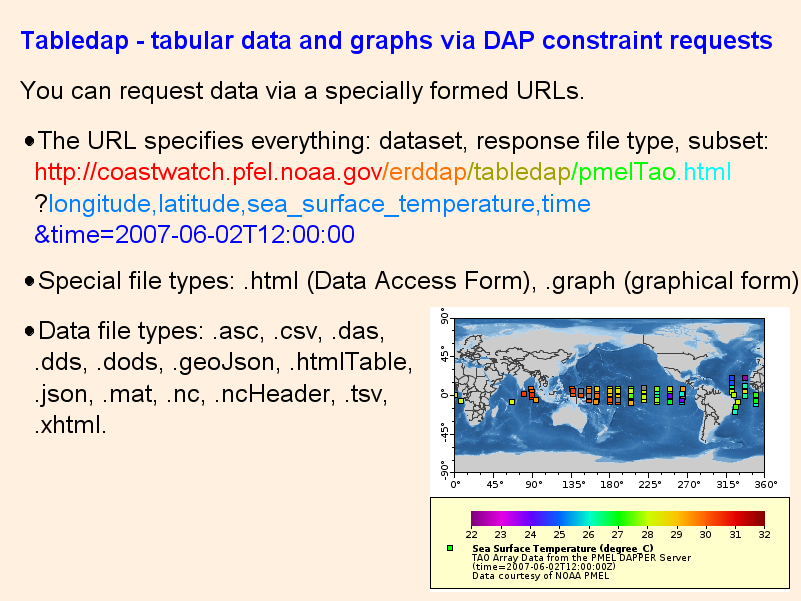 Tabledap - tabular data and graphs via DAP constraint requests
You can request data via a specially formed URLs.
•The URL specifies everything: dataset, response file type, subset:
http://coastwatch.pfel.noaa.gov/erddap/tabledap/pmelTao.html
?longitude,latitude,sea_surface_temperature,time
&time=2007-06-02T12:00:00
•Special file types: .html (Data Access Form), .graph (graphical form)
•Data file types: .asc, .csv, .das,
.dds, .dods, .geoJson, .htmlTable,
.json, .mat, .nc, .ncHeader, .tsv,
.xhtml.
90°
45°
0°
-45°
-90°
0° 45° 90° 135° 180° 225° 270° 315° 360°
22 23 24 25 26 27 28 29 30 31 32
Sea Surface Temperature (degree_C)
TAO Array Data from the PMEL DAPPER Server
(time=2007-06-02T12:00:00Z)
Data courtesy of NOAA PMEL